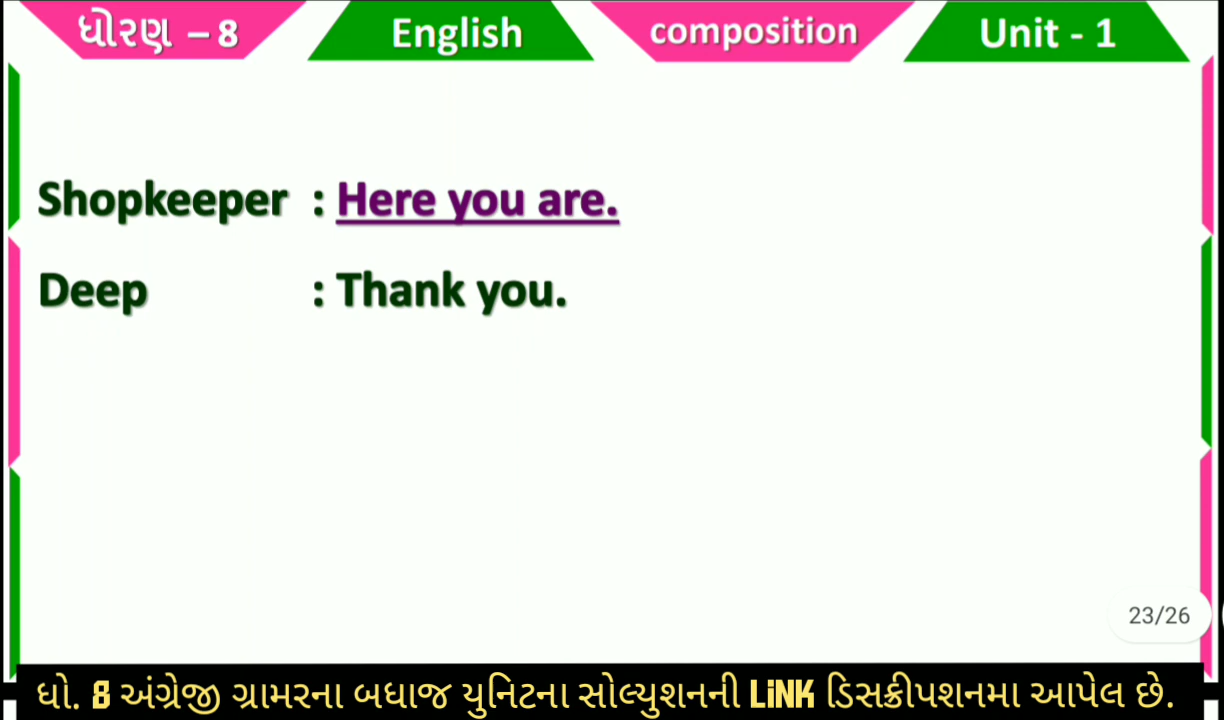 ધોરણ – 8 English composition Unit - 1
Shopkeeper : Here you are.
Deep : Thank you.
23/26
ધો. 8 અંગ્રેજી ગ્રામરના બધાજ યુનિટના સોલ્યુશનની LiNK ડિસક્રીપશનમા આપેલ છે.